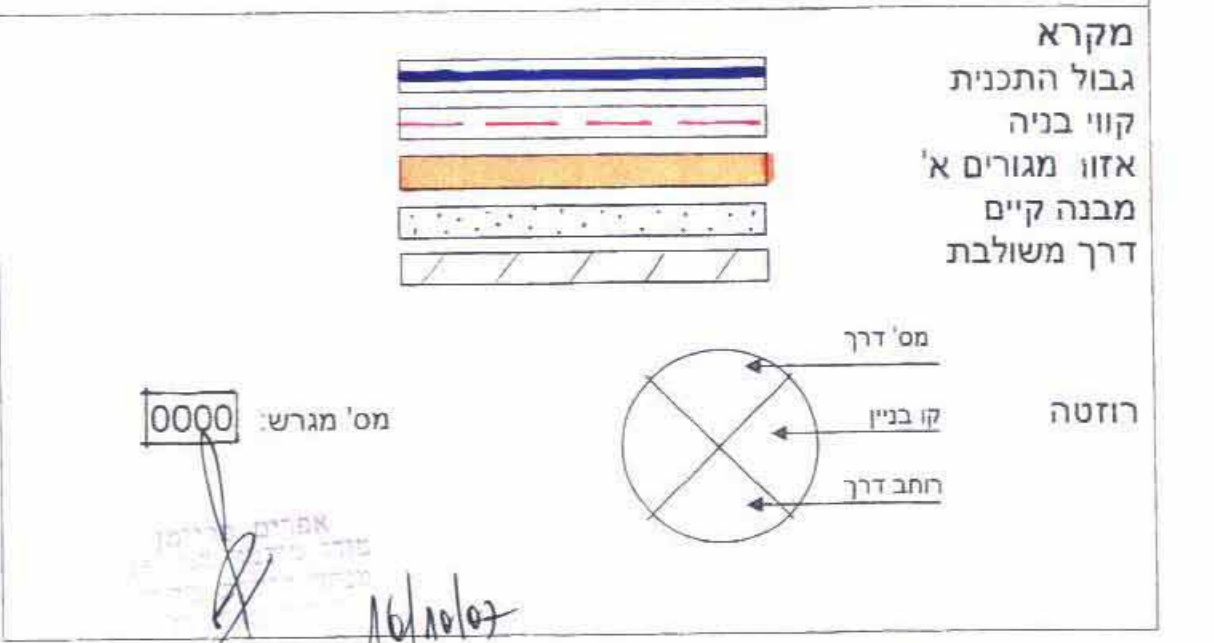 מקרא
גבול התכנית
קווי בניה
אזור מגורים א'
מבנה קיים
דרך משולבת
רוזטה
מס' דרך
קו בניין
רוחב דרך
מס' מגרש:
0000
אפרים
16/10/07